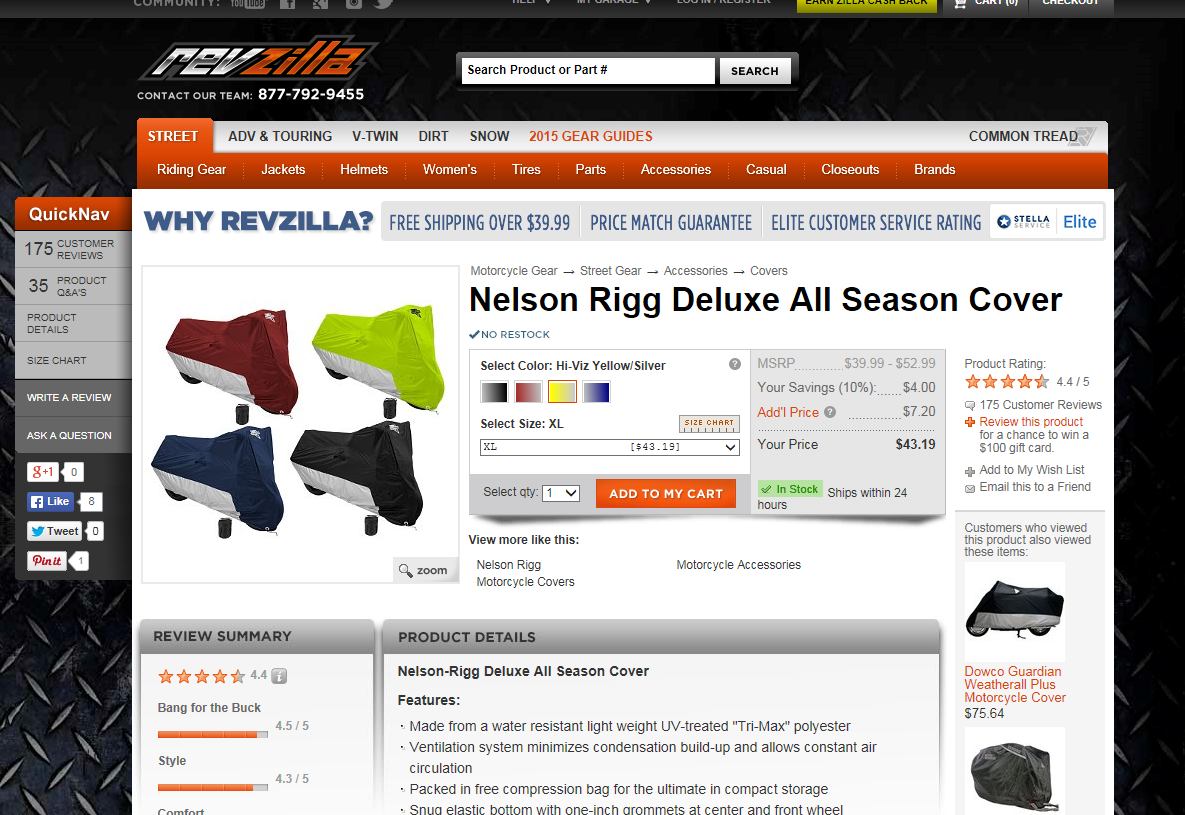 COMMUNITY:
You Tube
HELP
MY GARAGE
LOG IN / REGISTER
EARN ZILLA CASH BACK
CART (0)
CHECKOUT
revzilla
CONTACT OUR TEAM: 877-792-9455
Search Product or Part #
SEARCH
STREET
ADV & TOURING
V-TWIN
DIRT
SNOW
2015 GEAR GUIDES
COMMON TREAD
Riding Gear
Jackets
Helmets
Women's
Tires
Parts
Accessories
Casual
Closeouts
Brands
QuickNav
175 CUSTOMER
REVIEWS
35 PRODUCT
Q&A'S
PRODUCT
DETAILS
SIZE CHART
WRITE A REVIEW
ASK A QUESTION
g+1 0
Like 8
Tweet 0
Pin it 1
WHY REVZILLA?
FREE SHIPPING OVER $39.99
PRICE MATCH GUARANTEE
ELITE CUSTOMER SERVICE RATING
STELLA
SERVICE
Elite
zoom
Motorcycle Gear → Street Gear → Accessories → Covers
Nelson Rigg Deluxe All Season Cover
NO RESTOCK
Select Color: Hi-Viz Yellow/Silver ?
Select Size: XL
SIZE CHART
XL [$43.19]
Select qty: 1
ADD TO MY CART
MSRP $39.99 - $52.99
Your Savings (10%): $4.00
Add'l Price ? $7.20
Your Price $43.19
In Stock Ships within 24
hours
View more like this:
Nelson Rigg
Motorcycle Accessories
Motorcycle Covers
Product Rating:
4.4 / 5
175 Customer Reviews
Review this product
for a chance to win a
$100 gift card.
Add to My Wish List
Email this to a Friend
Customers who viewed
this product also viewed
these items:
Dowco Guardian
Weatherall Plus
Motorcycle Cover
$75.64
REVIEW SUMMARY
4.4 i
Bang for the Buck
4.5 / 5
Style
4.3 / 5
Comfort
PRODUCT DETAILS
Nelson-Rigg Deluxe All Season Cover
Features:
· Made from a water resistant light weight UV-treated "Tri-Max" polyester
· Ventilation system minimizes condensation build-up and allows constant air
circulation
· Packed in free compression bag for the ultimate in compact storage
· Snug elastic bottom with one-inch grommets at center and front wheel